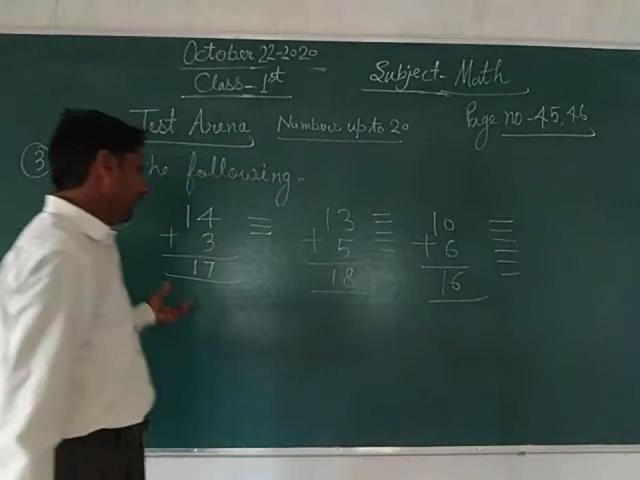 October 22-2020
Class-1st
Subject- Math
Test Arena
Numbers up to 20
Page no-45,46
③ he following-
14 13 10
+ 3 + 5 + 6
17 18 16